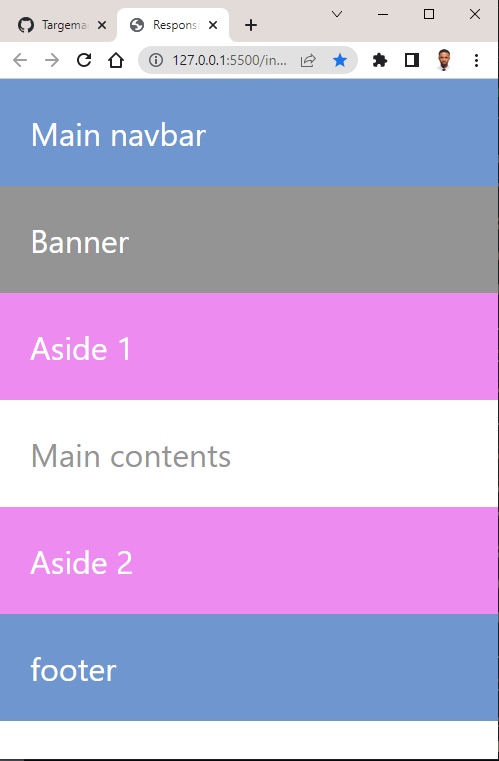 Targema
Respons
127.0.0.1:5500/in...
Main navbar
Banner
Aside 1
Main contents
Aside 2
footer